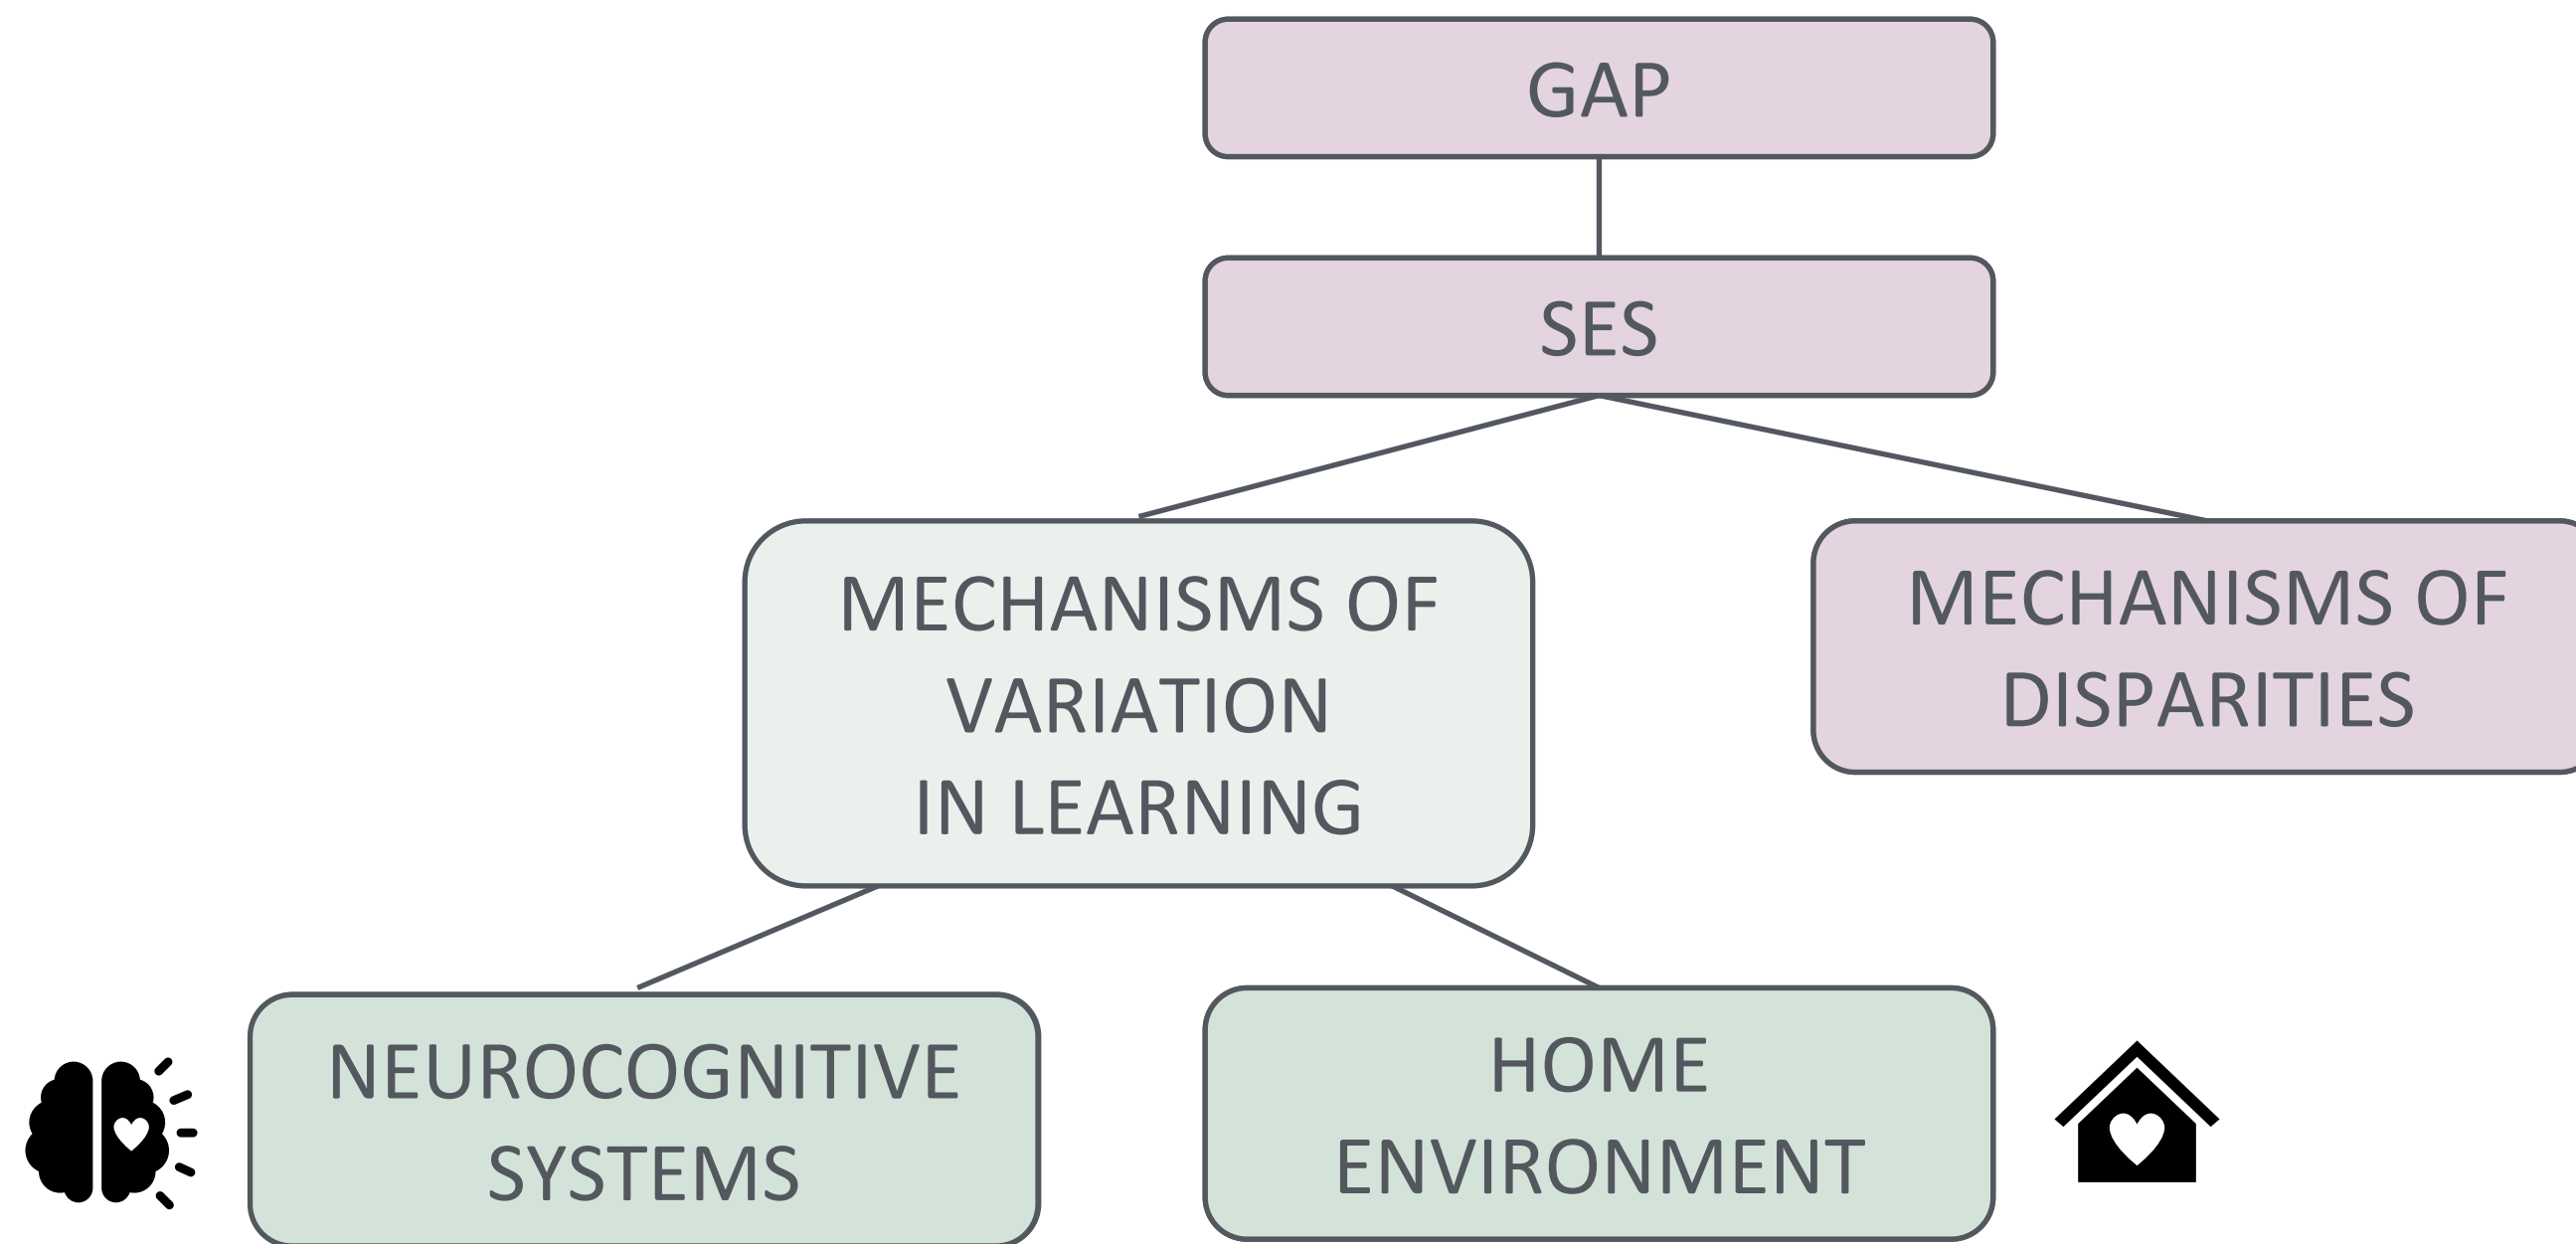 GAP
SES
MECHANISMS OF
VARIATION
IN LEARNING
MECHANISMS OF
DISPARITIES
NEUROCOGNITIVE
SYSTEMS
HOME
ENVIRONMENT